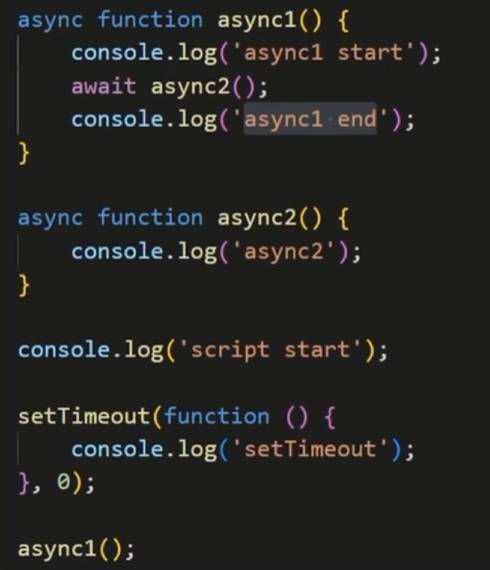 async function async1() {
    console.log('async1 start');
    await async2();
    console.log('async1 end');
}

async function async2() {
    console.log('async2');
}

console.log('script start');

setTimeout(function () {
    console.log('setTimeout');
}, 0);

async1();